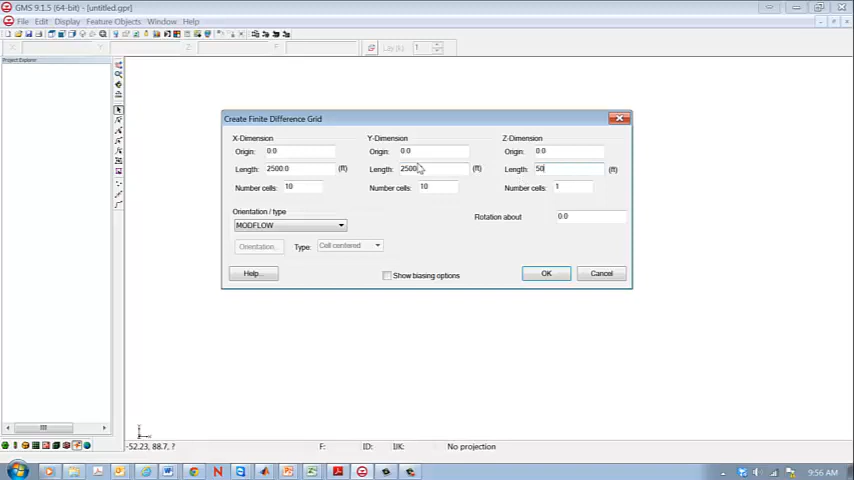 GMS 9.1.5 (64-bit) - [untitled.gpr]
File Edit Display Feature Objects Window Help
X: Y: Z: F: Lay (k): 1
Project Explorer
Create Finite Difference Grid
X-Dimension Y-Dimension Z-Dimension
Origin: 0.0 Origin: 0.0 Origin: 0.0
Length: 2500.0 (ft) Length: 2500 (ft) Length: 50 (ft)
Number cells: 10 Number cells: 10 Number cells: 1
Orientation / type
MODFLOW
Rotation about 0.0
Orientation... Type: Cell centered
Help... Show biasing options OK Cancel
-52.23, 88.7, ? F: ID: IJK: No projection
9:56 AM